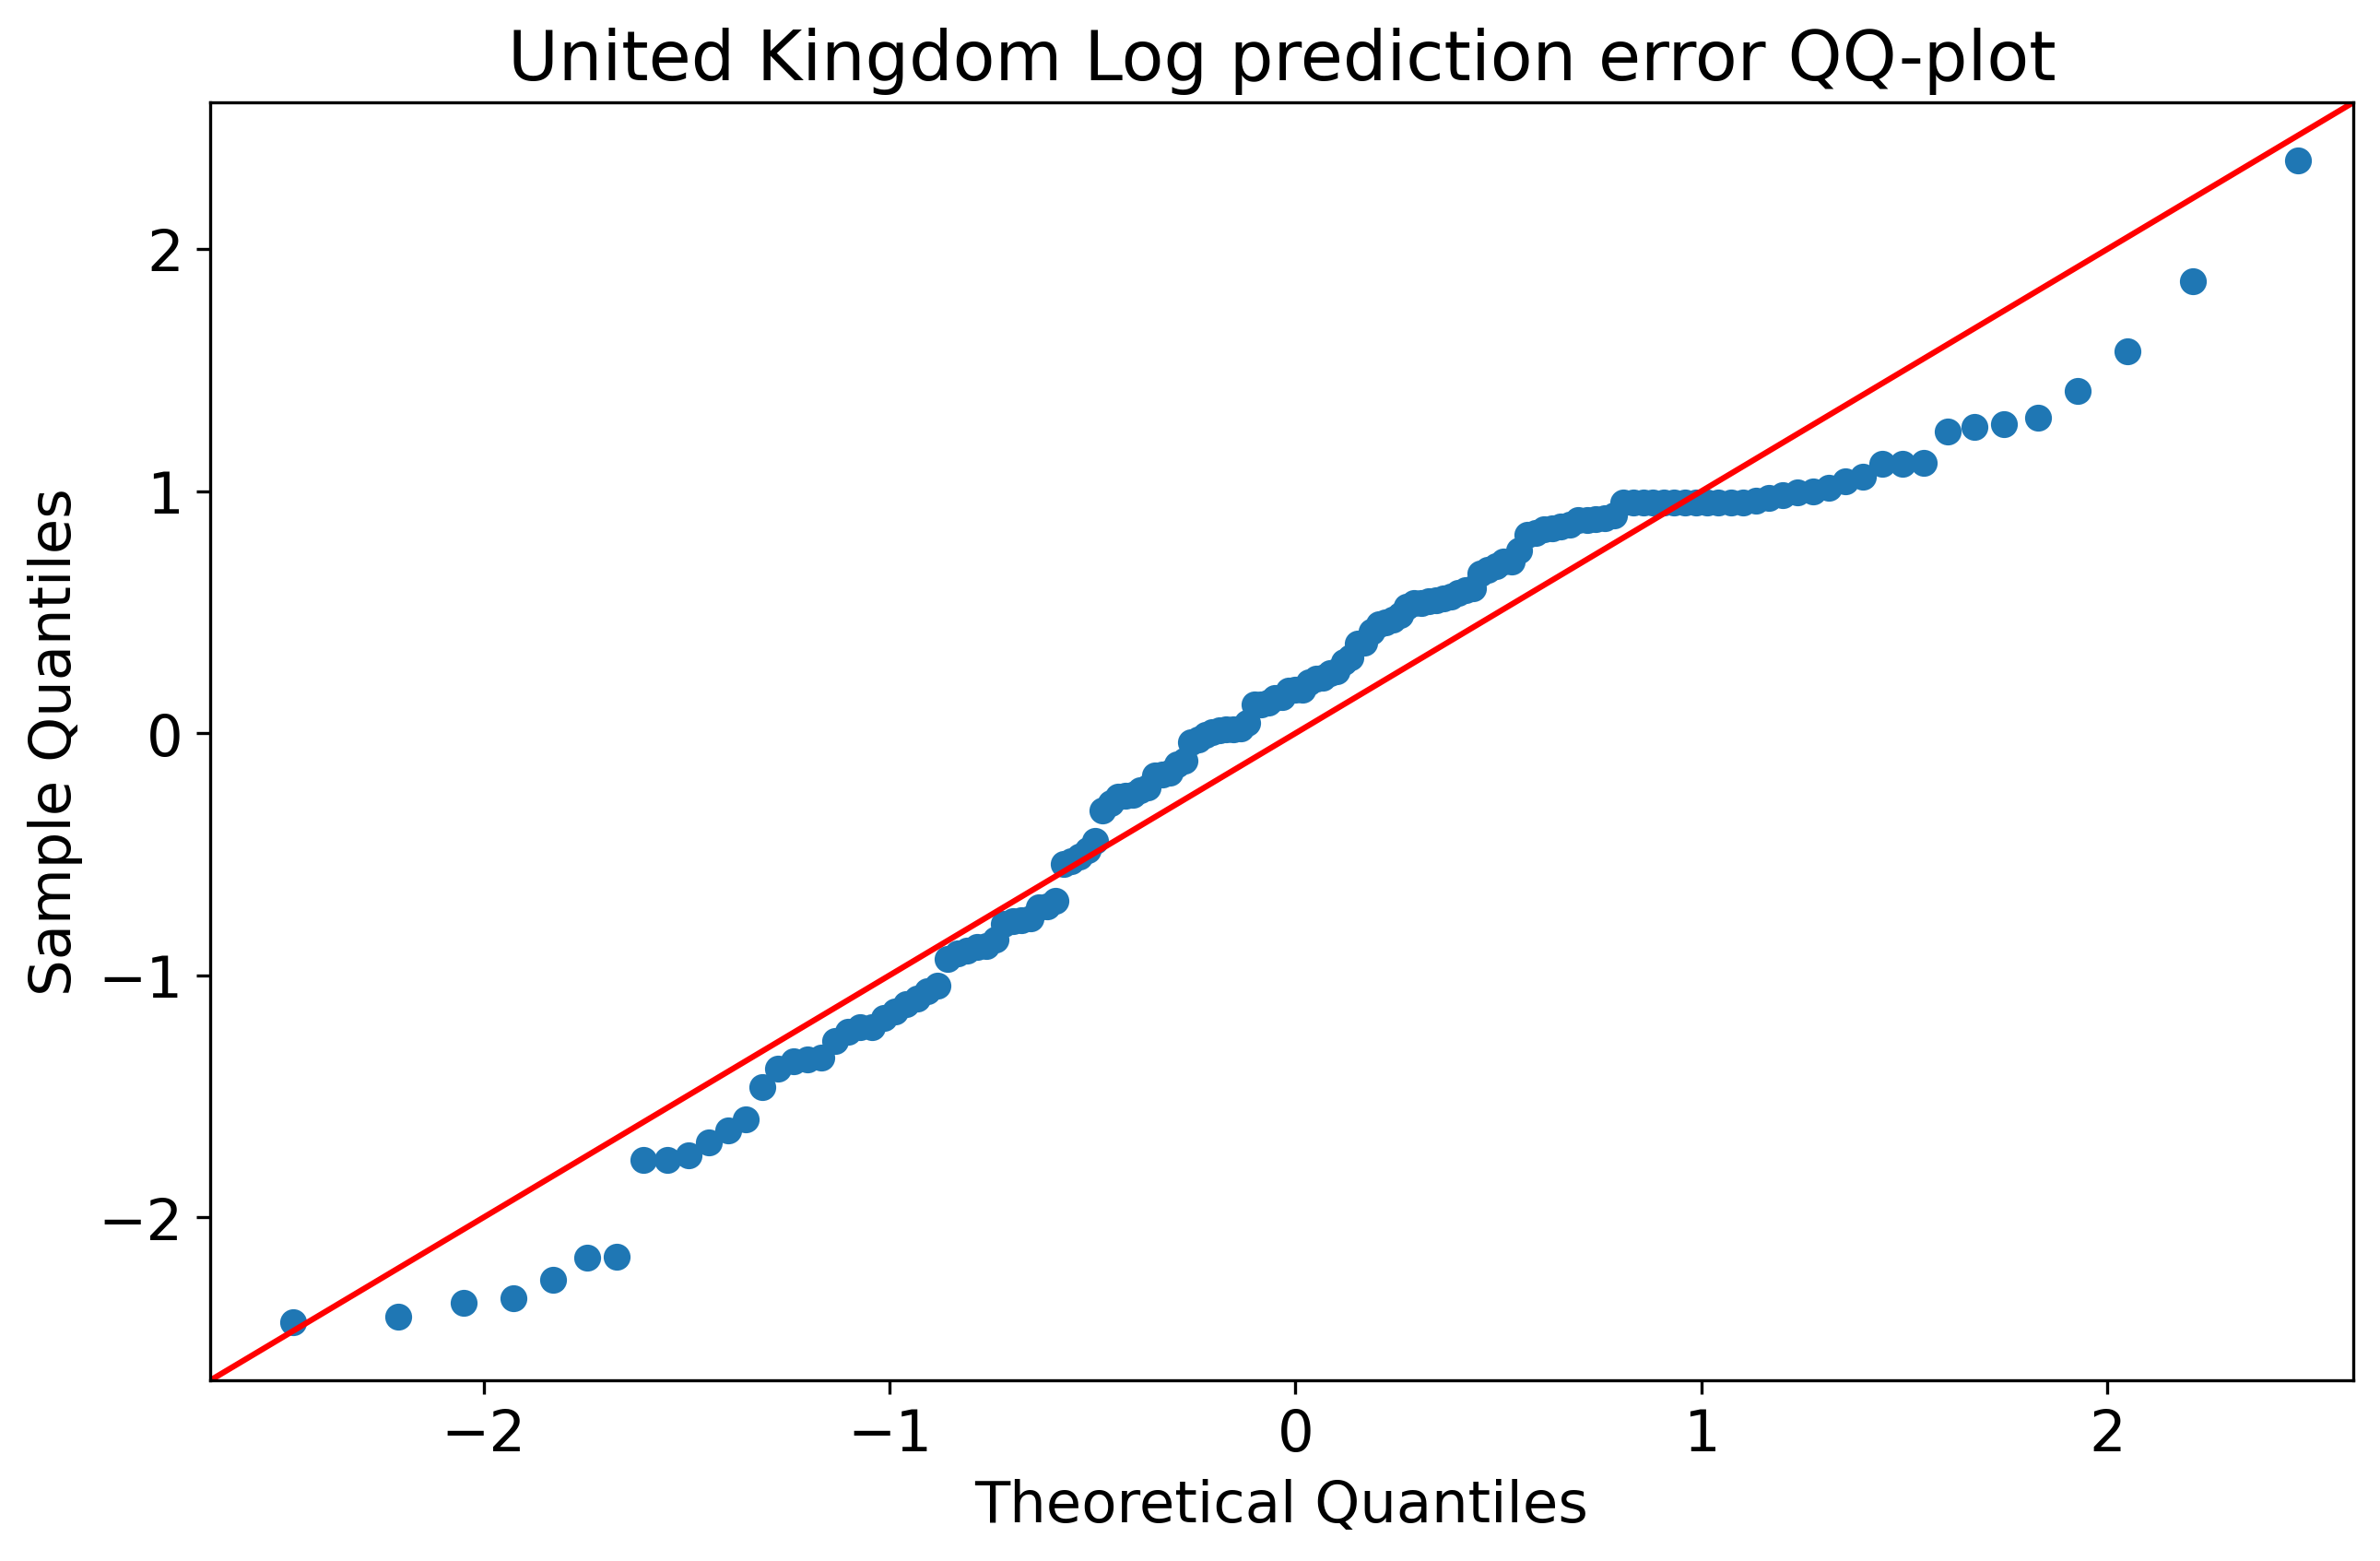 United Kingdom Log prediction error QQ-plot
Sample Quantiles
2
1
0
−1
−2
−2 −1 0 1 2
Theoretical Quantiles